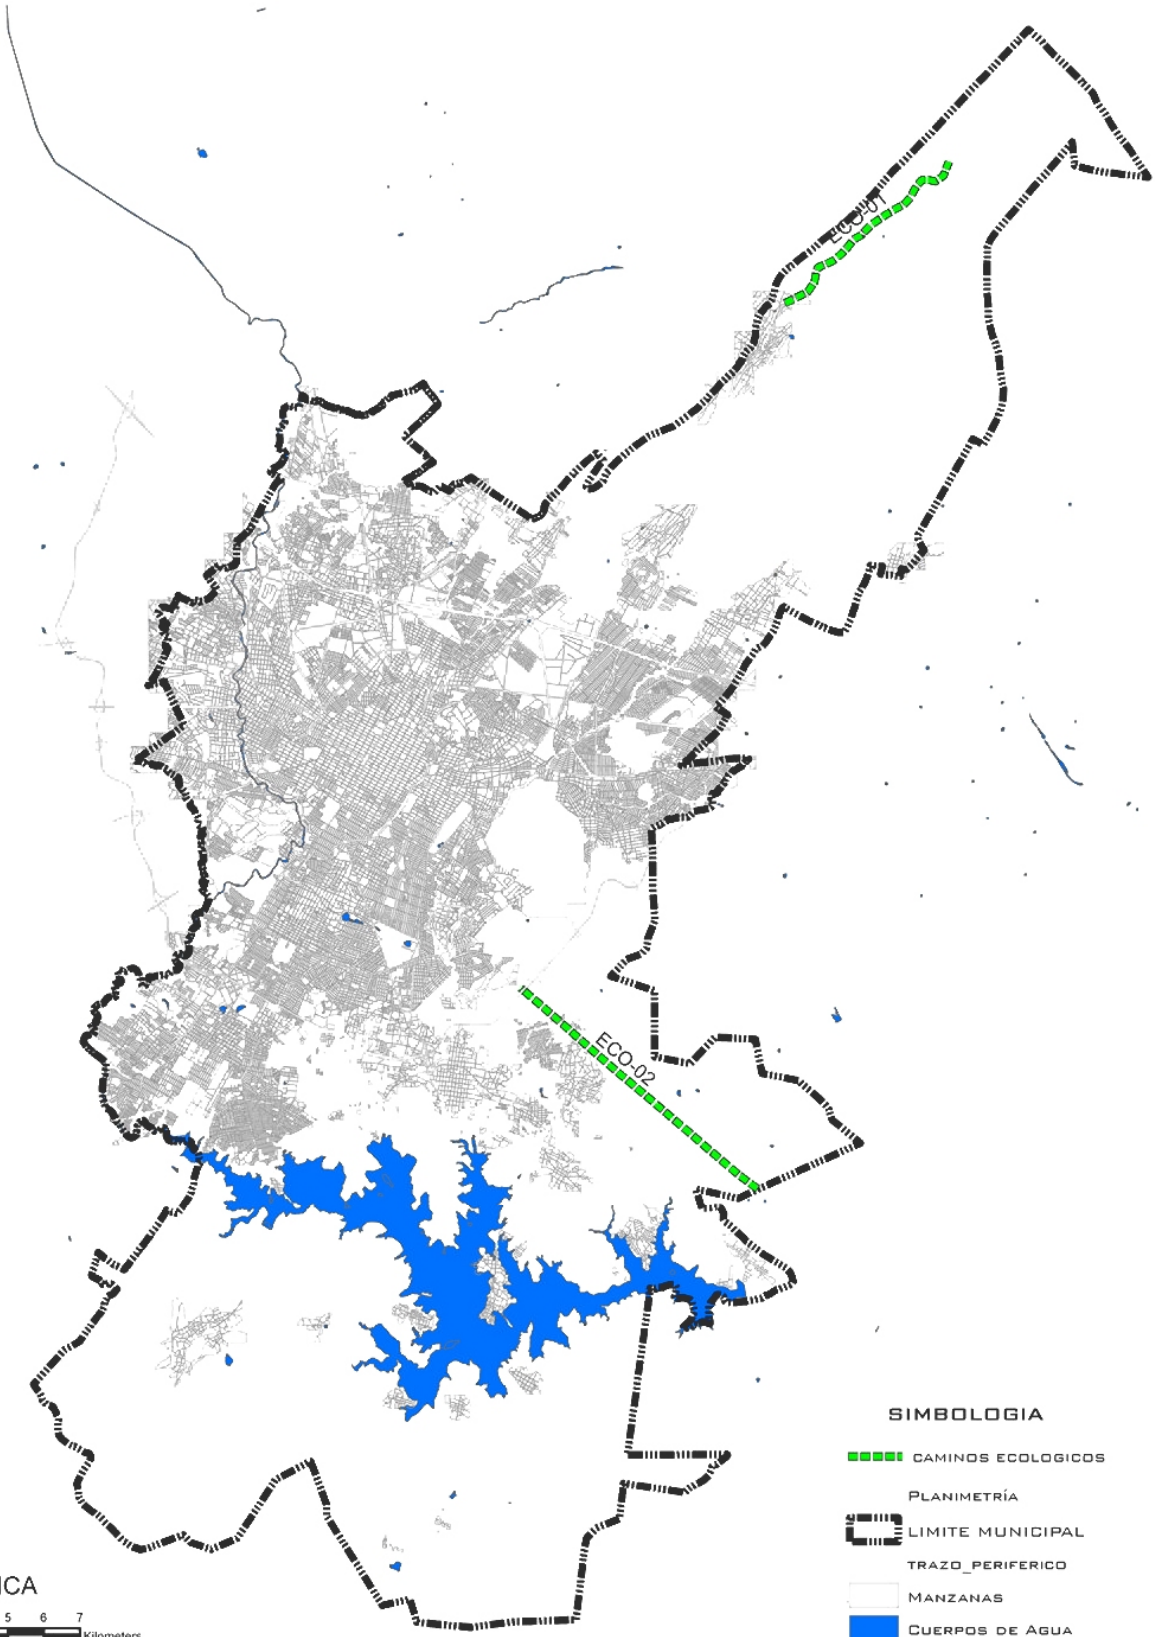 ECO-01
ECO-02
SIMBOLOGIA
CAMINOS ECOLOGICOS
PLANIMETRÍA
LIMITE MUNICIPAL
TRAZO_PERIFERICO
MANZANAS
CUERPOS DE AGUA
ICA
5 6 7
Kilometers